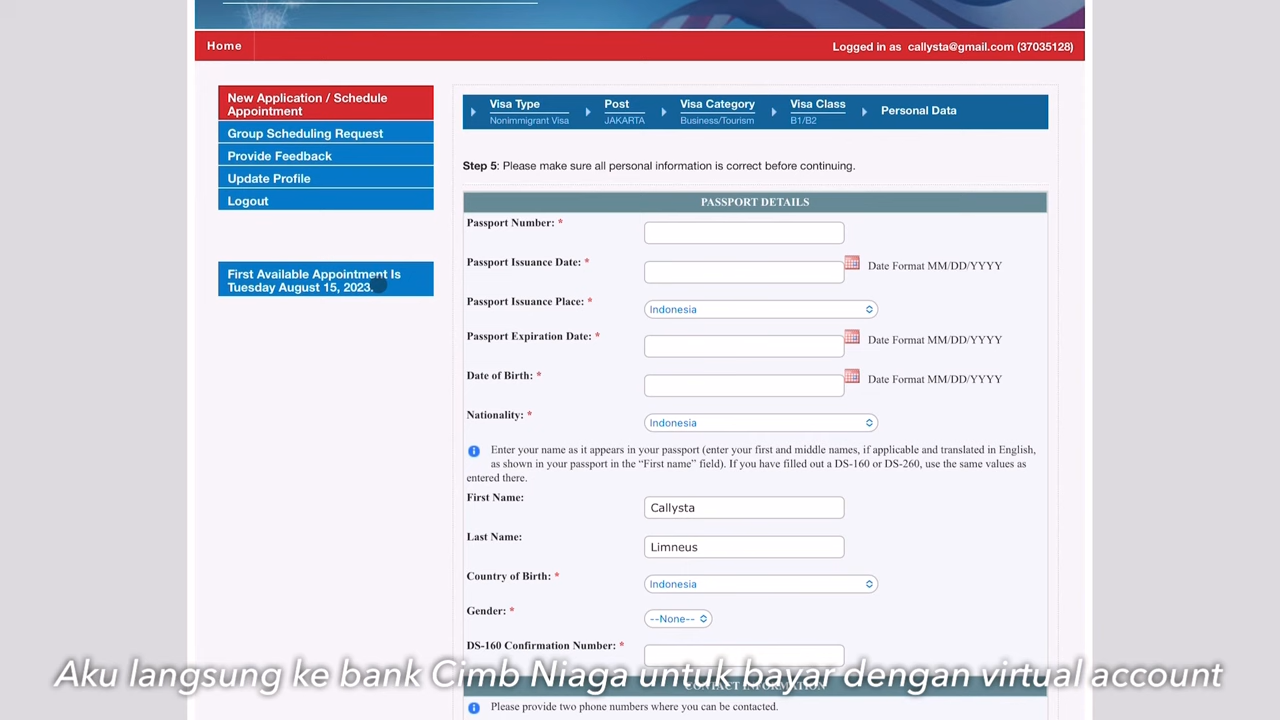 Home
Logged in as callysta@gmail.com (37035128)
New Application / Schedule
Appointment
Group Scheduling Request
Provide Feedback
Update Profile
Logout
First Available Appointment Is
Tuesday August 15, 2023.
Visa Type
Nonimmigrant Visa
Post
JAKARTA
Visa Category
Business/Tourism
Visa Class
B1/B2
Personal Data
Step 5: Please make sure all personal information is correct before continuing.
PASSPORT DETAILS
Passport Number: *
Passport Issuance Date: *
Date Format MM/DD/YYYY
Passport Issuance Place: *
Indonesia
Passport Expiration Date: *
Date Format MM/DD/YYYY
Date of Birth: *
Date Format MM/DD/YYYY
Nationality: *
Indonesia
Enter your name as it appears in your passport (enter your first and middle names, if applicable and translated in English,
as shown in your passport in the “First name” field). If you have filled out a DS-160 or DS-260, use the same values as
entered there.
First Name:
Callysta
Last Name:
Limneus
Country of Birth: *
Indonesia
Gender: *
--None--
DS-160 Confirmation Number: *
Aku langsung ke bank Cimb Niaga untuk bayar dengan virtual account
CONTACT INFORMATION
Please provide two phone numbers where you can be contacted.